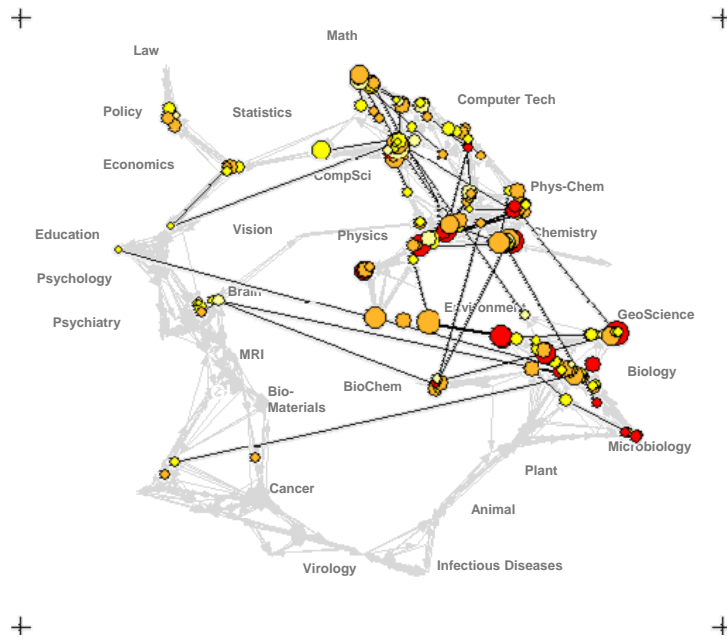 Math
Law
Computer Tech
Policy
Statistics
Economics
CompSci
Phys-Chem
Education
Vision
Physics
Chemistry
Psychology
Brain
Environment
GeoScience
Psychiatry
MRI
BioChem
Biology
Bio-
Materials
Microbiology
Plant
Cancer
Animal
Virology
Infectious Diseases